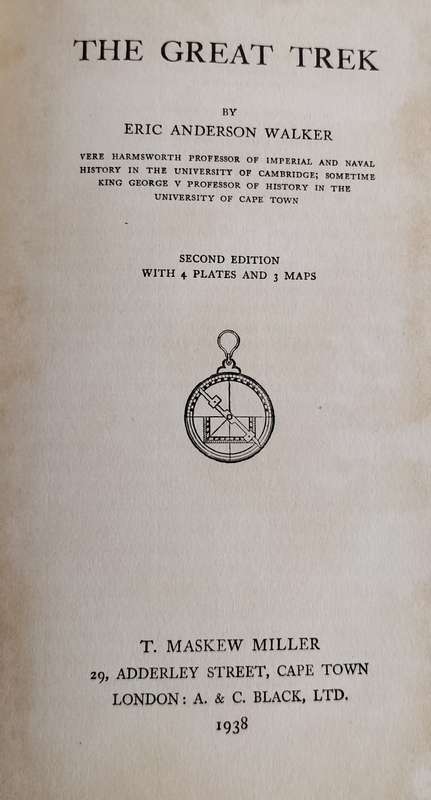 THE GREAT TREK
BY
ERIC ANDERSON WALKER
VERE HARMSWORTH PROFESSOR OF IMPERIAL AND NAVAL
HISTORY IN THE UNIVERSITY OF CAMBRIDGE; SOMETIME
KING GEORGE V PROFESSOR OF HISTORY IN THE
UNIVERSITY OF CAPE TOWN
SECOND EDITION
WITH 4 PLATES AND 3 MAPS
T. MASKEW MILLER
29, ADDERLEY STREET, CAPE TOWN
LONDON: A. & C. BLACK, LTD.
1938